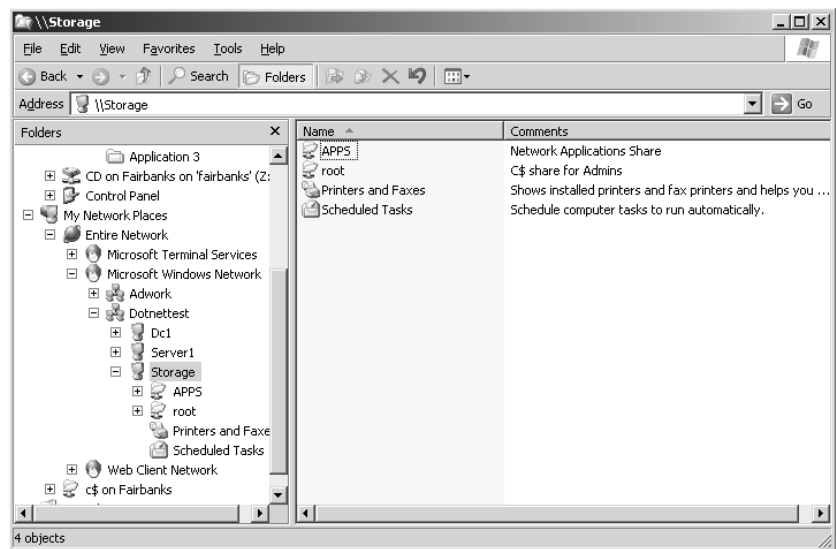 \\Storage
File Edit View Favorites Tools Help
Back Search Folders
Address \\Storage Go
Folders x
Application 3
CD on Fairbanks on 'fairbanks' (Z:
Control Panel
My Network Places
Entire Network
Microsoft Terminal Services
Microsoft Windows Network
Adwork
Dotnettest
Dc1
Server1
Storage
APPS
root
Printers and Faxe
Scheduled Tasks
Web Client Network
c$ on Fairbanks
Name Comments
APPS Network Applications Share
root C$ share for Admins
Printers and Faxes Shows installed printers and fax printers and helps you ...
Scheduled Tasks Schedule computer tasks to run automatically.
4 objects